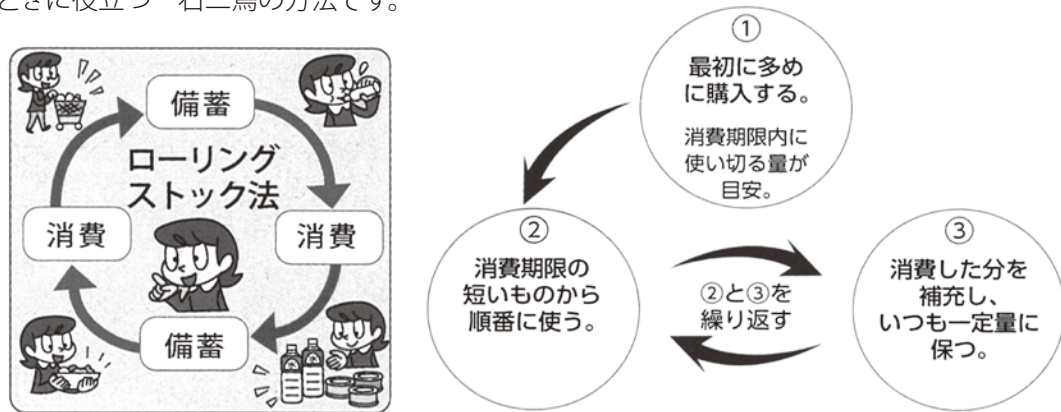 ときに役立つ一石二鳥の方法です。
備蓄
ローリング
ストック法
消費
消費
備蓄
①
最初に多め
に購入する。
消費期限内に
使い切る量が
目安。
②
消費期限の
短いものから
順番に使う。
②と③を
繰り返す
③
消費した分を
補充し、
いつも一定量に
保つ。